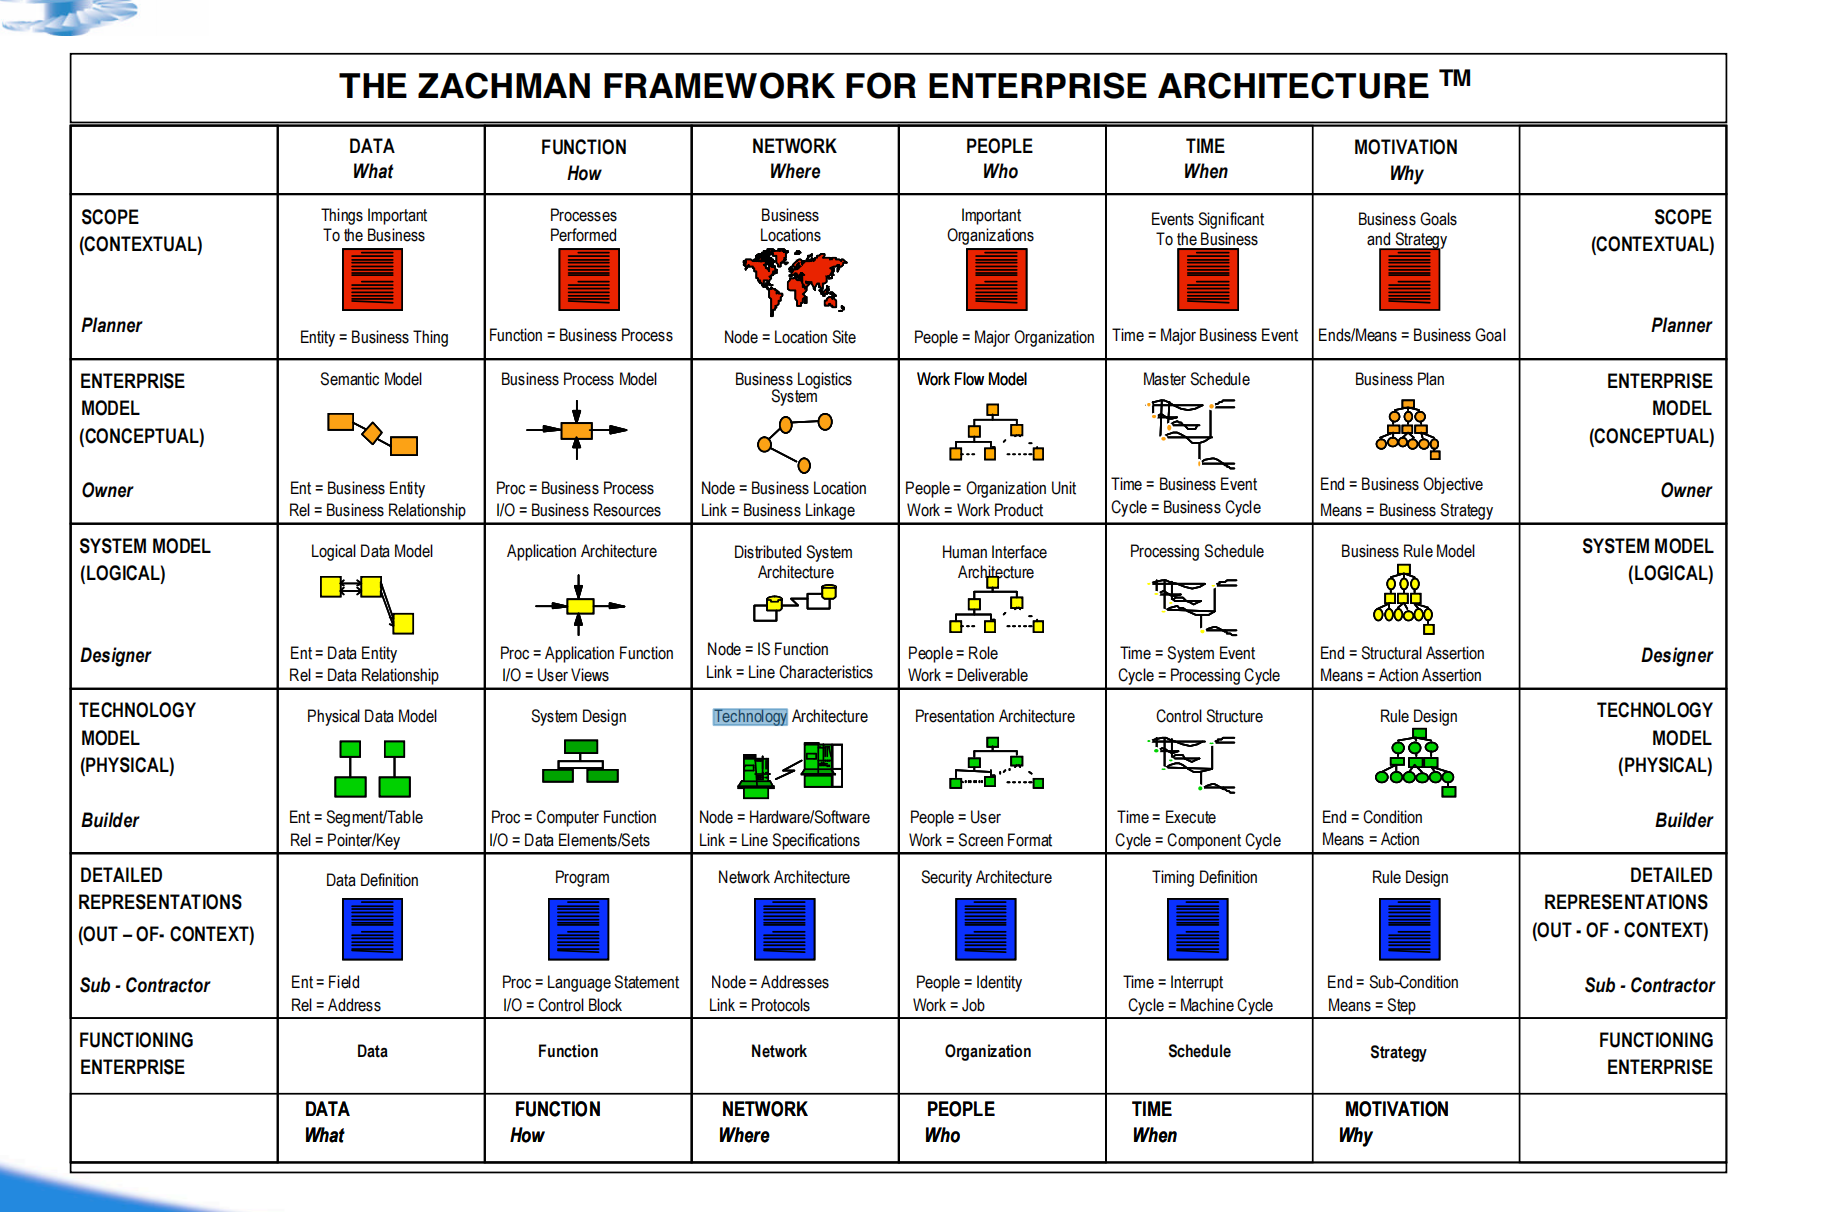 THE ZACHMAN FRAMEWORK FOR ENTERPRISE ARCHITECTURE TM
DATA
What
FUNCTION
How
NETWORK
Where
PEOPLE
Who
TIME
When
MOTIVATION
Why
SCOPE
(CONTEXTUAL)
Planner
Things Important
To the Business
Entity = Business Thing
Processes
Performed
Function = Business Process
Business
Locations
Node = Location Site
Important
Organizations
People = Major Organization
Events Significant
To the Business
Time = Major Business Event
Business Goals
and Strategy
Ends/Means = Business Goal
SCOPE
(CONTEXTUAL)
Planner
ENTERPRISE
MODEL
(CONCEPTUAL)
Owner
Semantic Model
Ent = Business Entity
Rel = Business Relationship
Business Process Model
Proc = Business Process
I/O = Business Resources
Business Logistics
System
Node = Business Location
Link = Business Linkage
Work Flow Model
People = Organization Unit
Work = Work Product
Master Schedule
Time = Business Event
Cycle = Business Cycle
Business Plan
End = Business Objective
Means = Business Strategy
ENTERPRISE
MODEL
(CONCEPTUAL)
Owner
SYSTEM MODEL
(LOGICAL)
Designer
Logical Data Model
Ent = Data Entity
Rel = Data Relationship
Application Architecture
Proc = Application Function
I/O = User Views
Distributed System
Architecture
Node = IS Function
Link = Line Characteristics
Human Interface
Architecture
People = Role
Work = Deliverable
Processing Schedule
Time = System Event
Cycle = Processing Cycle
Business Rule Model
End = Structural Assertion
Means = Action Assertion
SYSTEM MODEL
(LOGICAL)
Designer
TECHNOLOGY
MODEL
(PHYSICAL)
Builder
Physical Data Model
Ent = Segment/Table
Rel = Pointer/Key
System Design
Proc = Computer Function
I/O = Data Elements/Sets
Technology Architecture
Node = Hardware/Software
Link = Line Specifications
Presentation Architecture
People = User
Work = Screen Format
Control Structure
Time = Execute
Cycle = Component Cycle
Rule Design
End = Condition
Means = Action
TECHNOLOGY
MODEL
(PHYSICAL)
Builder
DETAILED
REPRESENTATIONS
(OUT – OF- CONTEXT)
Sub - Contractor
Data Definition
Ent = Field
Rel = Address
Program
Proc = Language Statement
I/O = Control Block
Network Architecture
Node = Addresses
Link = Protocols
Security Architecture
People = Identity
Work = Job
Timing Definition
Time = Interrupt
Cycle = Machine Cycle
Rule Design
End = Sub-Condition
Means = Step
DETAILED
REPRESENTATIONS
(OUT - OF - CONTEXT)
Sub - Contractor
FUNCTIONING
ENTERPRISE
Data
Function
Network
Organization
Schedule
Strategy
FUNCTIONING
ENTERPRISE
DATA
What
FUNCTION
How
NETWORK
Where
PEOPLE
Who
TIME
When
MOTIVATION
Why